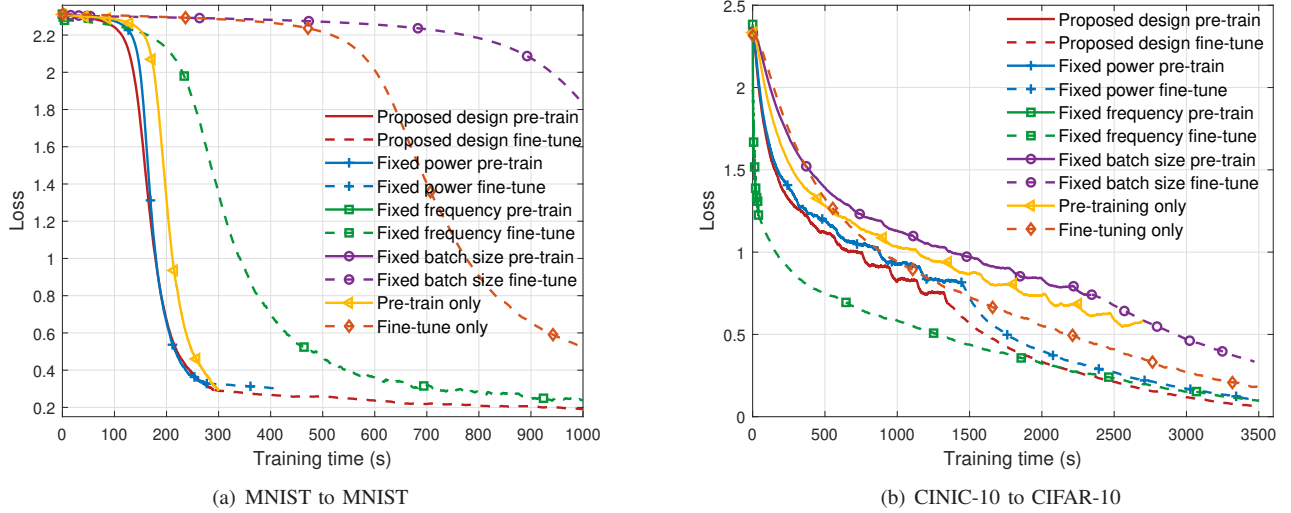 2.2
2
1.8
1.6
1.4
1.2
1
0.8
0.6
0.4
0.2
Loss
0 100 200 300 400 500 600 700 800 900 1000
Training time (s)
Proposed design pre-train
Proposed design fine-tune
Fixed power pre-train
Fixed power fine-tune
Fixed frequency pre-train
Fixed frequency fine-tune
Fixed batch size pre-train
Fixed batch size fine-tune
Pre-train only
Fine-tune only
(a) MNIST to MNIST
2.5
2
1.5
1
0.5
0
Loss
0 500 1000 1500 2000 2500 3000 3500
Training time (s)
Proposed design pre-train
Proposed design fine-tune
Fixed power pre-train
Fixed power fine-tune
Fixed frequency pre-train
Fixed frequency fine-tune
Fixed batch size pre-train
Fixed batch size fine-tune
Pre-training only
Fine-tuning only
(b) CINIC-10 to CIFAR-10